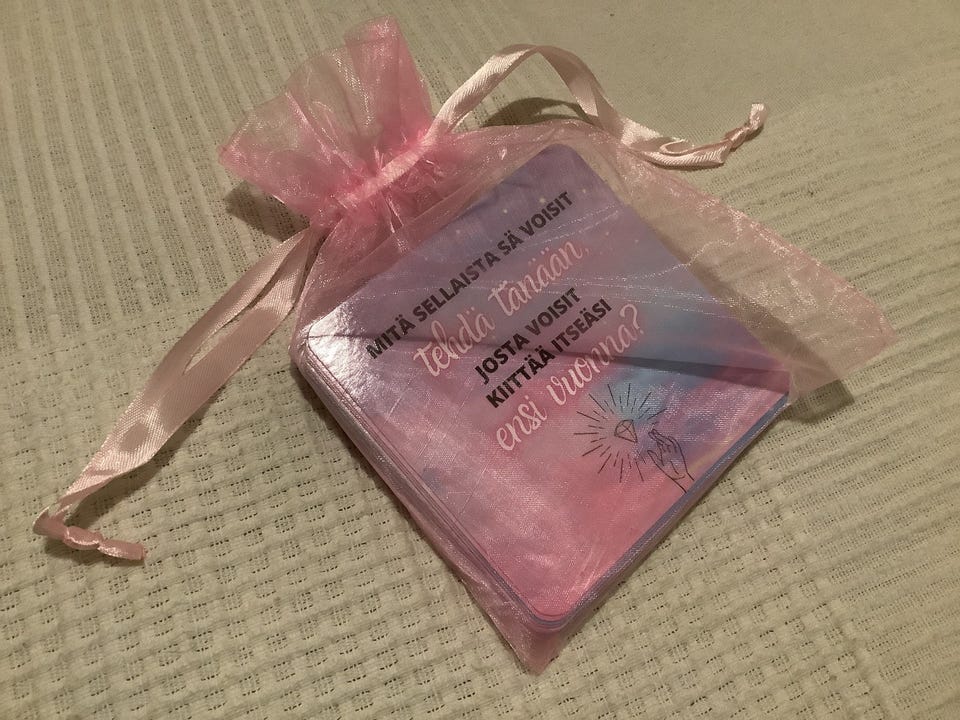 MITÄ SELLAISTA SÄ VOISIT
tehdä tänään,
JOSTA VOISIT
KIITTÄÄ ITSEÄSI
ensi vuonna?